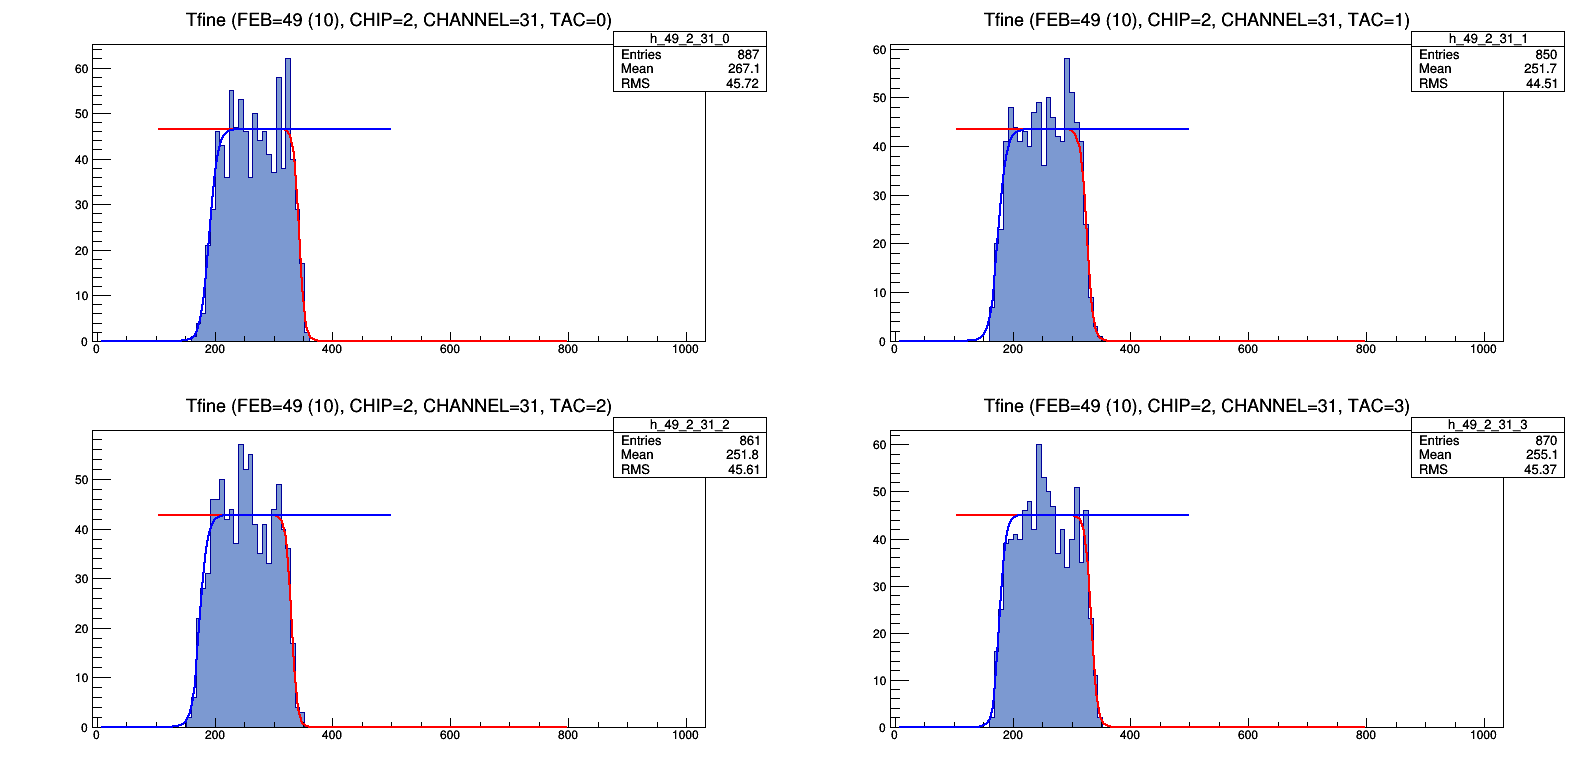 Tfine (FEB=49 (10), CHIP=2, CHANNEL=31, TAC=0)
h_49_2_31_0
Entries 887
Mean 267.1
RMS 45.72
60
50
40
30
20
10
0
0 200 400 600 800 1000
Tfine (FEB=49 (10), CHIP=2, CHANNEL=31, TAC=1)
h_49_2_31_1
Entries 850
Mean 251.7
RMS 44.51
60
50
40
30
20
10
0
0 200 400 600 800 1000
Tfine (FEB=49 (10), CHIP=2, CHANNEL=31, TAC=2)
h_49_2_31_2
Entries 861
Mean 251.8
RMS 45.61
50
40
30
20
10
0
0 200 400 600 800 1000
Tfine (FEB=49 (10), CHIP=2, CHANNEL=31, TAC=3)
h_49_2_31_3
Entries 870
Mean 255.1
RMS 45.37
60
50
40
30
20
10
0
0 200 400 600 800 1000